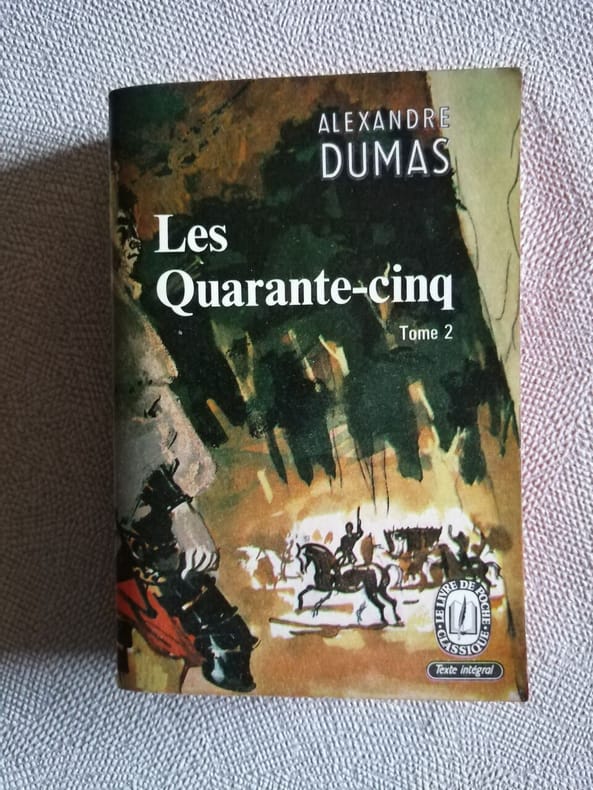 ALEXANDRE
DUMAS
Les
Quarante-cinq
Tome 2
LE LIVRE DE POCHE
CLASSIQUE
Texte intégral